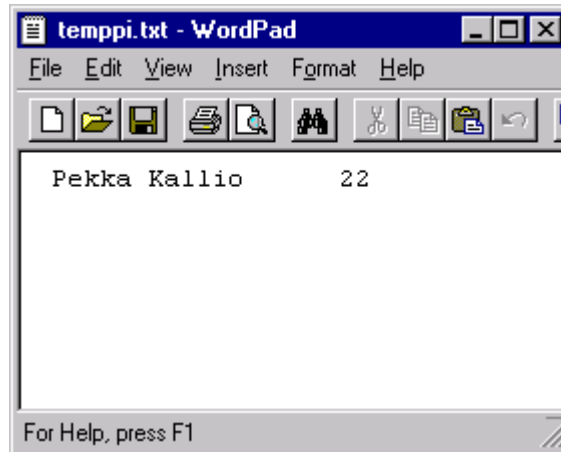 temppi.txt - WordPad
File Edit View Insert Format Help
Pekka Kallio 22
For Help, press F1